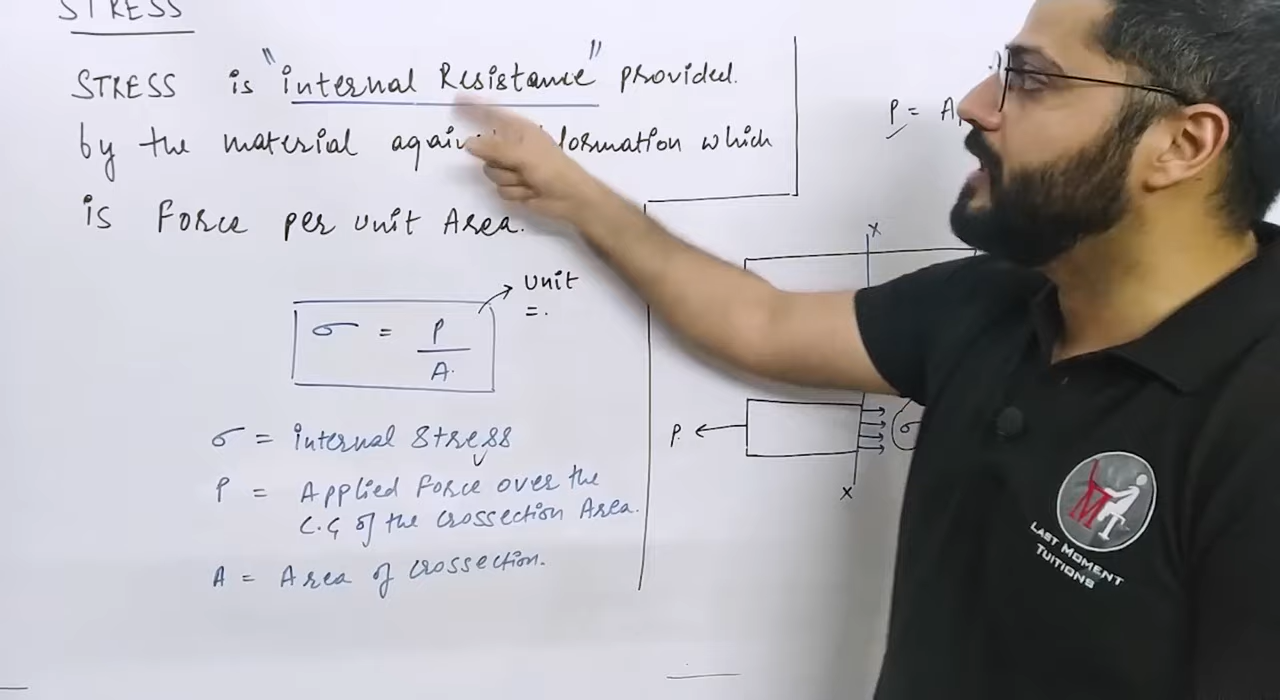 STRESS
STRESS is "internal Resistance" provided.
by the material formation which
is Force per unit Area.
unit
=.
σ = P
A.
σ = internal Stress
P = Applied Force over the
C.G of the crossection Area.
A = Area of crossection.
P = A
X
P.
σ
X
LAST MOMENT
TUITIONS